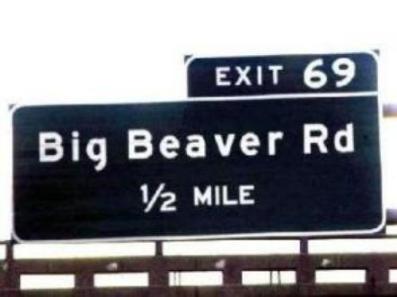 EXIT 69
Big Beaver Rd
1/2 MILE